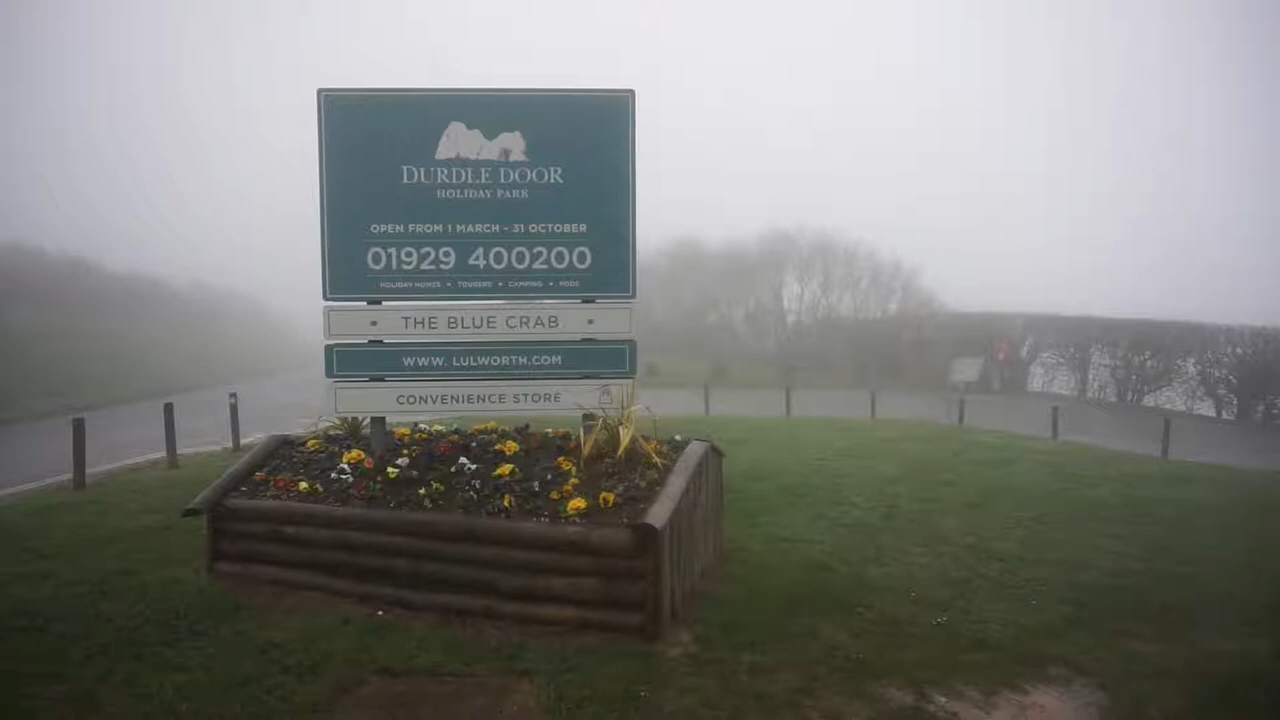 DURDLE DOOR
HOLIDAY PARK
OPEN FROM 1 MARCH - 31 OCTOBER
01929 400200
HOLIDAY HOMES • TOURERS • CAMPING • PODS
• THE BLUE CRAB •
WWW. LULWORTH.COM
CONVENIENCE STORE